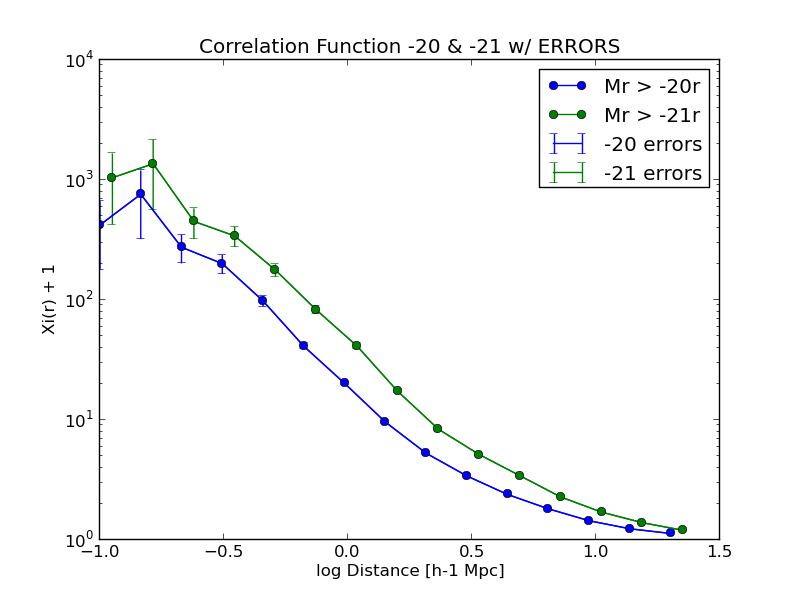 Correlation Function -20 & -21 w/ ERRORS
10^4
10^3
10^2
10^1
10^0
Xi(r) + 1
Mr > -20r
Mr > -21r
-20 errors
-21 errors
−1.0 −0.5 0.0 0.5 1.0 1.5
log Distance [h-1 Mpc]